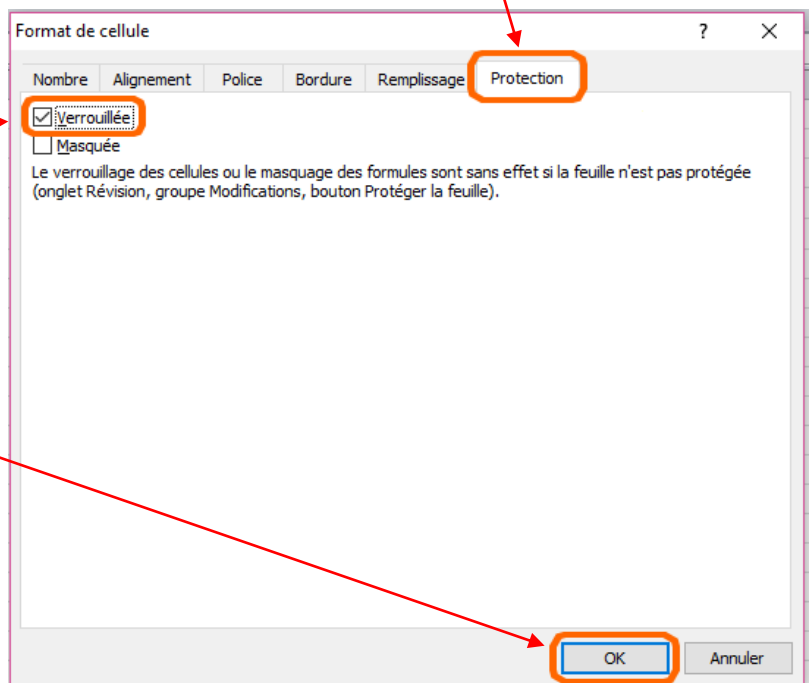 Format de cellule ?
Nombre Alignement Police Bordure Remplissage Protection
Verrouillée
Masquée
Le verrouillage des cellules ou le masquage des formules sont sans effet si la feuille n'est pas protégée
(onglet Révision, groupe Modifications, bouton Protéger la feuille).
OK Annuler